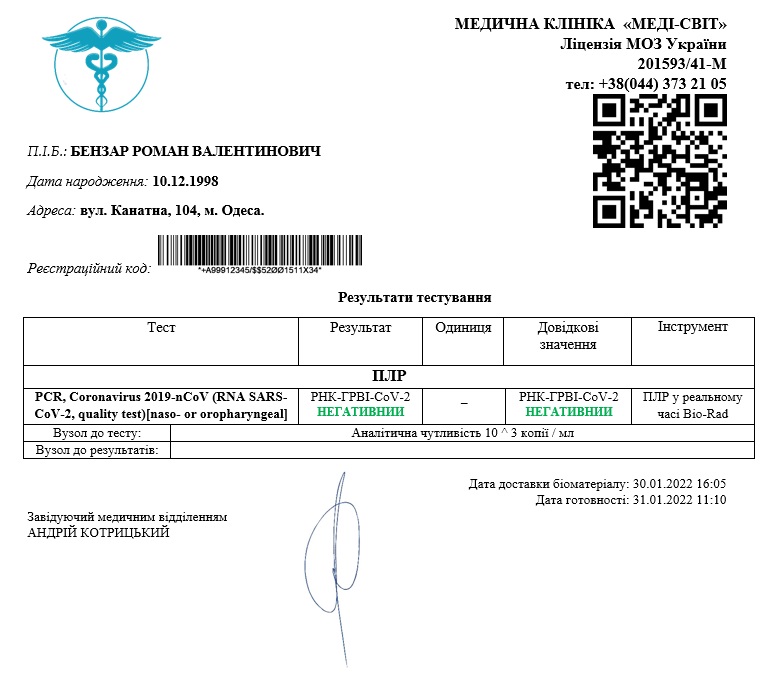 МЕДИЧНА КЛІНІКА «МЕДІ-СВІТ»
Ліцензія МОЗ України
201593/41-М
тел: +38(044) 373 21 05
П.І.Б.: БЕНЗАР РОМАН ВАЛЕНТИНОВИЧ
Дата народження: 10.12.1998
Адреса: вул. Канатна, 104, м. Одеса.
Реєстраційний код:
*+A99912345/$$52ØØ1511X34*
Результати тестування
Тест Результат Одиниця Довідкові значення Інструмент
ПЛР
PCR, Coronavirus 2019-nCoV (RNA SARS- РНК-ГРВІ-CoV-2 – РНК-ГРВІ-CoV-2 ПЛР у реальному
CoV-2, quality test)[naso- or oropharyngeal] НЕГАТИВНИИ НЕГАТИВНИИ часі Bio-Rad
Вузол до тесту: Аналітична чутливість 10 ^ 3 копії / мл
Вузол до результатів:
Дата доставки біоматеріалу: 30.01.2022 16:05
Дата готовності: 31.01.2022 11:10
Завідуючий медичним відділенням
АНДРІЙ КОТРИЦЬКИЙ